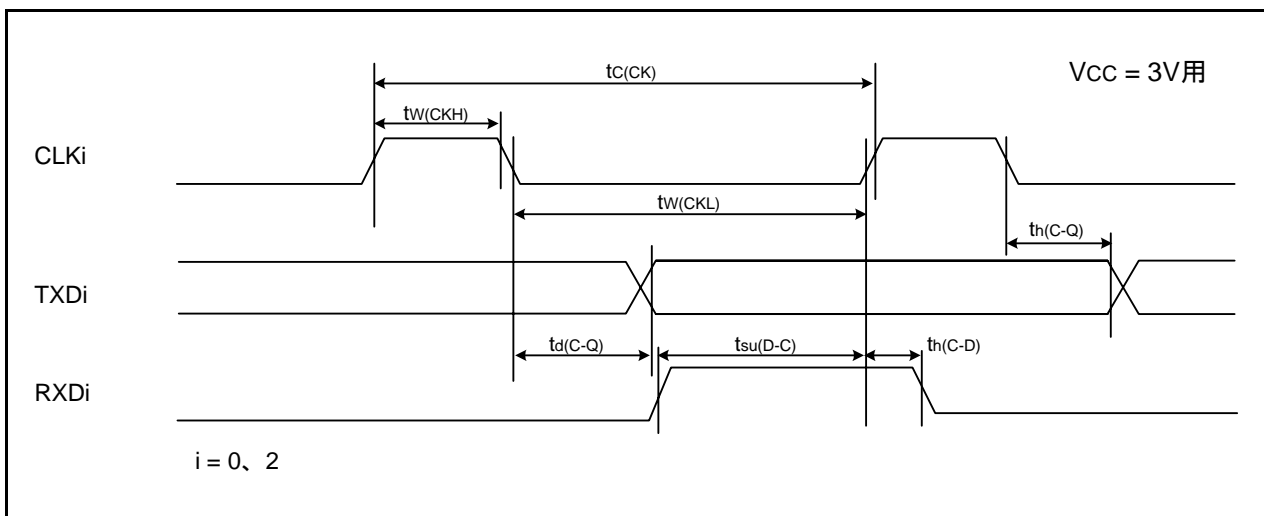 VCC = 3V用
tC(CK)
tW(CKH)
CLKi
tW(CKL)
th(C-Q)
TXDi
td(C-Q)
tsu(D-C)
th(C-D)
RXDi
i = 0、2